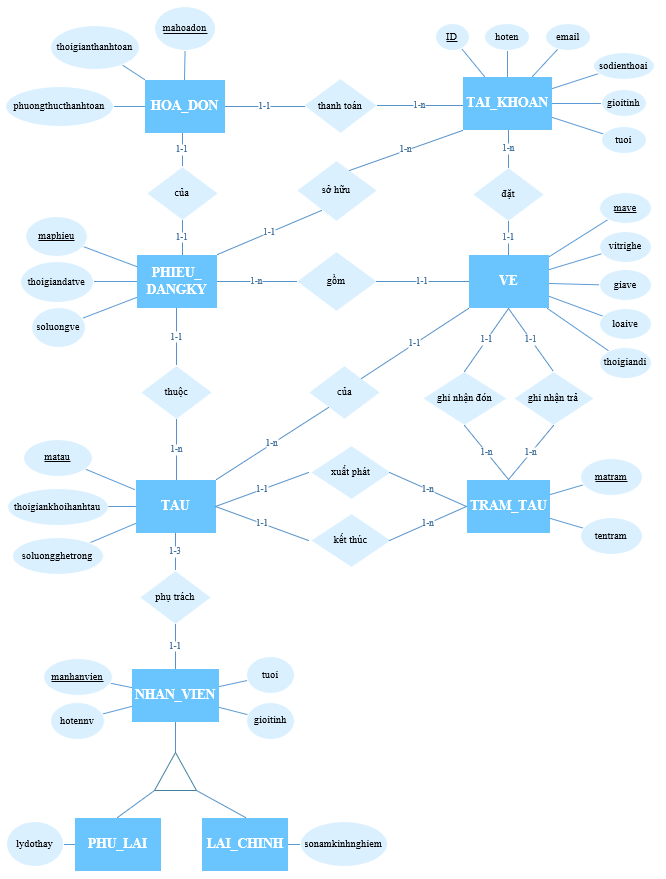 mahoadon
thoigianthanhtoan
phuongthucthanhtoan
HOA_DON
1-1
thanh toán
1-n
ID
hoten
email
sodienthoai
gioitinh
tuoi
TAI_KHOAN
1-1
của
1-1
1-n
sở hữu
1-1
1-n
đặt
1-1
maphieu
thoigiandatve
soluongve
PHIEU_
DANGKY
1-n
gồm
1-1
VE
mave
vitrighe
giave
loaive
thoigiandi
1-1
thuộc
1-n
1-1
của
1-n
1-1
1-1
ghi nhận đón
ghi nhận trả
1-n
1-n
matau
thoigiankhoihanhtau
soluongghetrong
TAU
1-1
xuất phát
1-n
1-1
kết thúc
1-n
TRAM_TAU
matram
tentram
1-3
phụ trách
1-1
manhanvien
hotennv
NHAN_VIEN
tuoi
gioitinh
lydothay
PHU_LAI
LAI_CHINH
sonamkinhnghiem